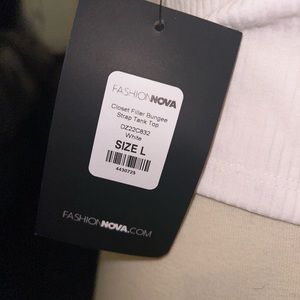 FASHIONNOVA
Closet Filler Bungee
Strap Tank Top
DZ22C832
White
SIZE L
4430725
FASHIONNOVA.COM